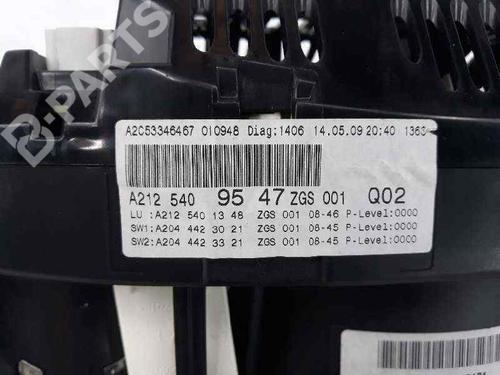 B-PARTS
A2C53346467 010948 Diag:1406 14.05.09 20:40 1363
A212 540 95 47 ZGS 001 Q02
LU :A212 540 13 48 ZGS 001 08-46 P-Level:0000
SW1:A204 442 30 21 ZGS 001 08-45 P-Level:0000
SW2:A204 442 33 21 ZGS 001 08-45 P-Level:0000